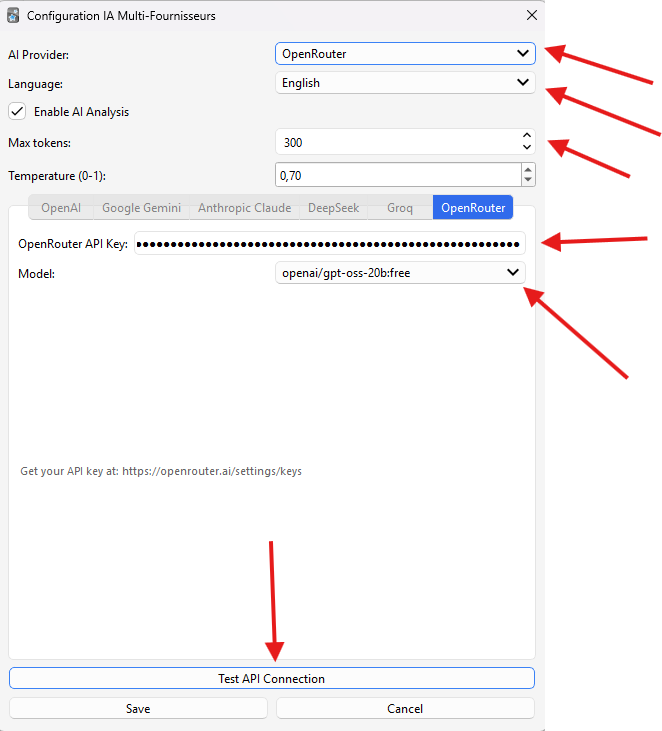 Configuration IA Multi-Fournisseurs
AI Provider: OpenRouter
Language: English
Enable AI Analysis
Max tokens: 300
Temperature (0-1): 0,70
OpenAI Google Gemini Anthropic Claude DeepSeek Groq OpenRouter
OpenRouter API Key:
Model: openai/gpt-oss-20b:free
Get your API key at: https://openrouter.ai/settings/keys
Test API Connection
Save Cancel